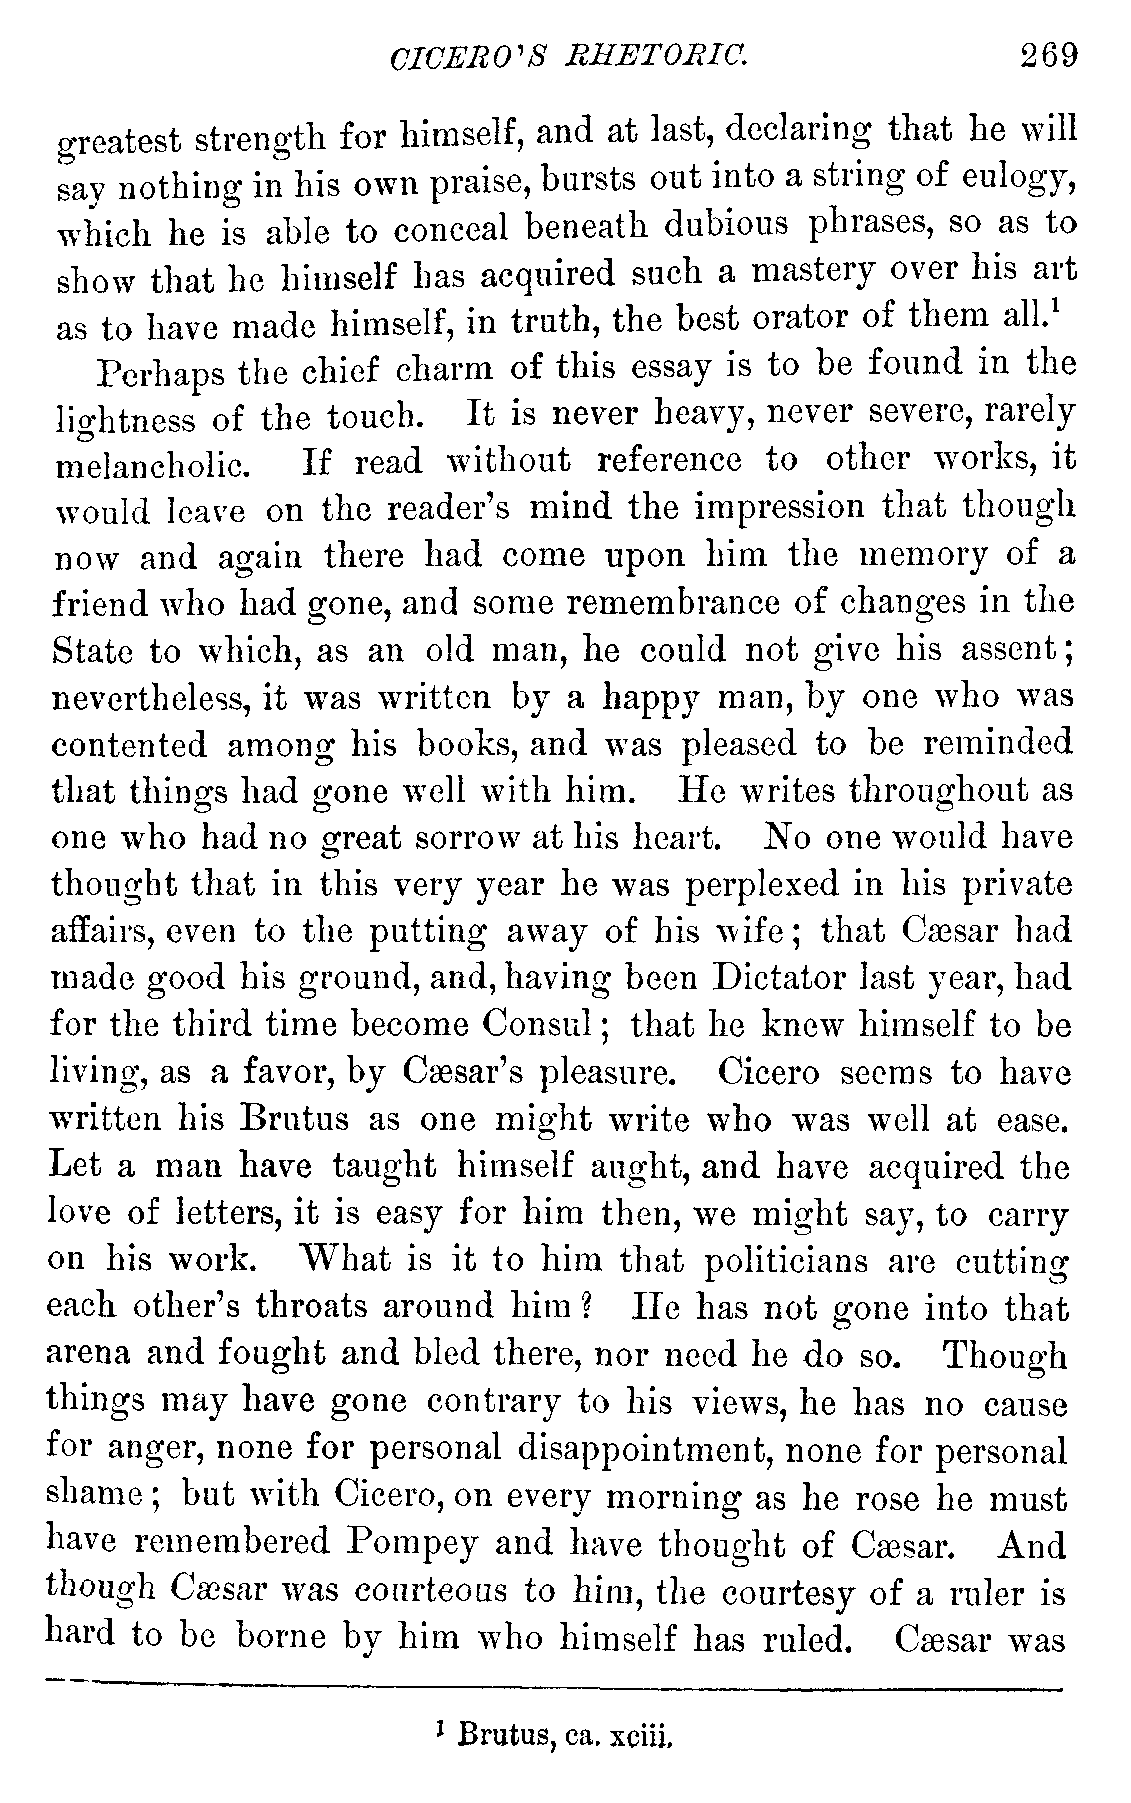 CICERO'S RHETORIC. 269
greatest strength for himself, and at last, declaring that he will
say nothing in his own praise, bursts out into a string of eulogy,
which he is able to conceal beneath dubious phrases, so as to
show that he himself has acquired such a mastery over his art
as to have made himself, in truth, the best orator of them all.¹
Perhaps the chief charm of this essay is to be found in the
lightness of the touch. It is never heavy, never severe, rarely
melancholic. If read without reference to other works, it
would leave on the reader's mind the impression that though
now and again there had come upon him the memory of a
friend who had gone, and some remembrance of changes in the
State to which, as an old man, he could not give his assent;
nevertheless, it was written by a happy man, by one who was
contented among his books, and was pleased to be reminded
that things had gone well with him. He writes throughout as
one who had no great sorrow at his heart. No one would have
thought that in this very year he was perplexed in his private
affairs, even to the putting away of his wife; that Cæsar had
made good his ground, and, having been Dictator last year, had
for the third time become Consul; that he knew himself to be
living, as a favor, by Cæsar's pleasure. Cicero seems to have
written his Brutus as one might write who was well at ease.
Let a man have taught himself aught, and have acquired the
love of letters, it is easy for him then, we might say, to carry
on his work. What is it to him that politicians are cutting
each other's throats around him? He has not gone into that
arena and fought and bled there, nor need he do so. Though
things may have gone contrary to his views, he has no cause
for anger, none for personal disappointment, none for personal
shame; but with Cicero, on every morning as he rose he must
have remembered Pompey and have thought of Cæsar. And
though Cæsar was courteous to him, the courtesy of a ruler is
hard to be borne by him who himself has ruled. Cæsar was
¹ Brutus, ca. xciii.